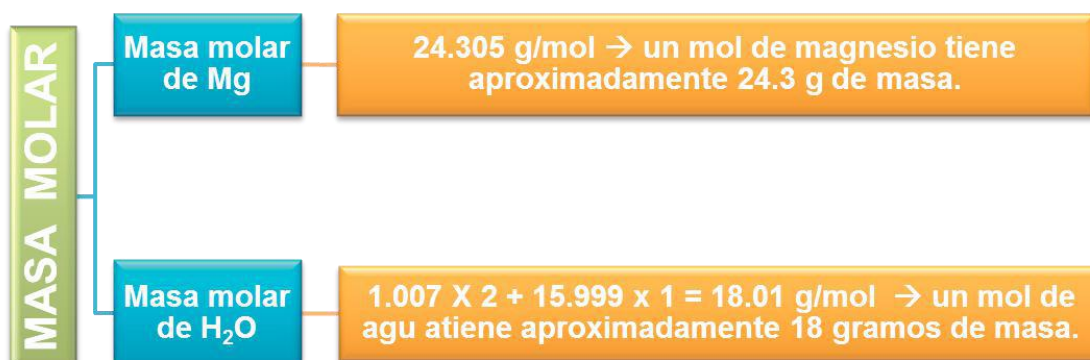 MASA MOLAR
Masa molar
de Mg
24.305 g/mol → un mol de magnesio tiene
aproximadamente 24.3 g de masa.
Masa molar
de H₂O
1.007 X 2 + 15.999 x 1 = 18.01 g/mol → un mol de
agu atiene aproximadamente 18 gramos de masa.